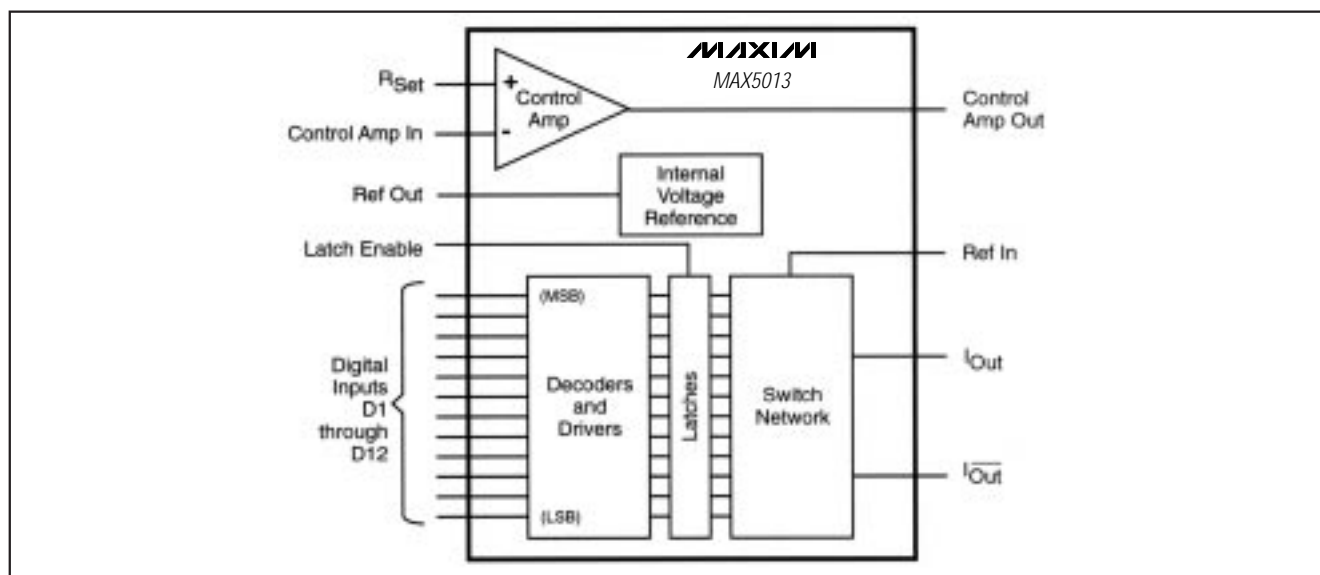 MAXIM
MAX5013
RSet
+
Control
Amp
-
Control Amp In
Control
Amp Out
Internal
Voltage
Reference
Ref Out
Latch Enable
Ref In
(MSB)
Digital
Inputs
D1
through
D12
Decoders
and
Drivers
(LSB)
Latches
Switch
Network
IOut
I̅O̅u̅t̅